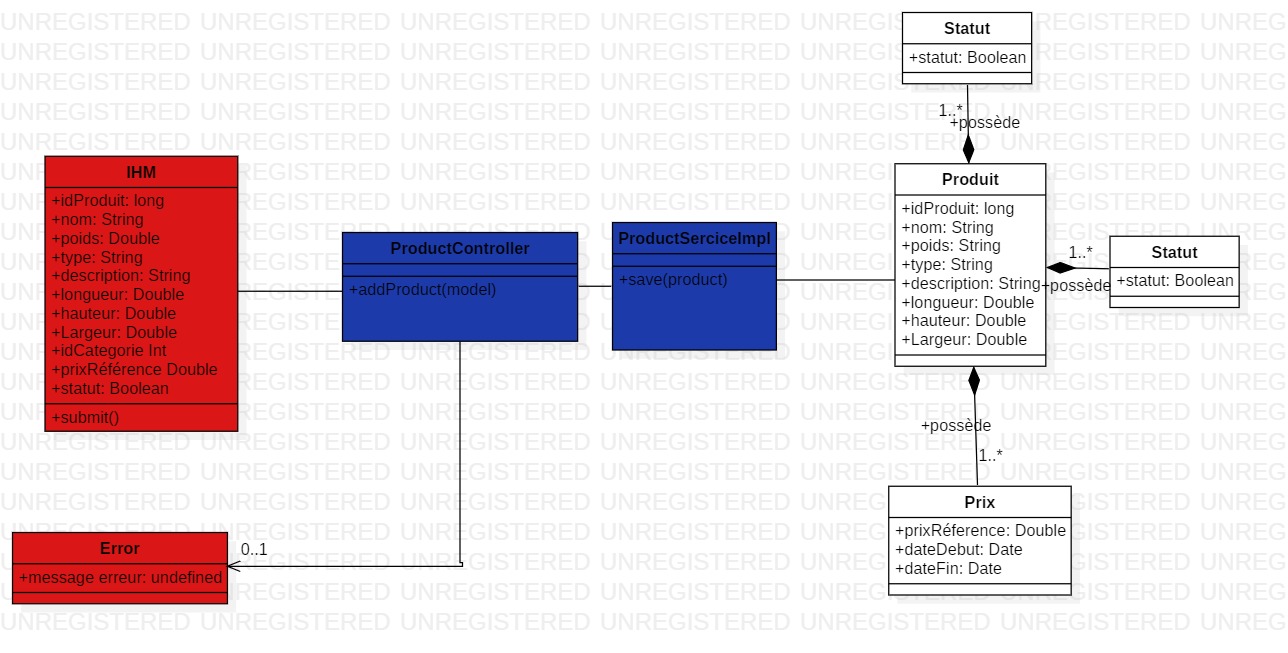 Statut
+statut: Boolean
1..*
+possède
IHM
+idProduit: long
+nom: String
+poids: Double
+type: String
+description: String
+longueur: Double
+hauteur: Double
+Largeur: Double
+idCategorie Int
+prixRéférence Double
+statut: Boolean
+submit()
ProductController
+addProduct(model)
ProductSerciceImpl
+save(product)
Produit
+idProduit: long
+nom: String
+poids: String
+type: String
+description: String
+longueur: Double
+hauteur: Double
+Largeur: Double
1..*
+possède
Statut
+statut: Boolean
+possède
1..*
Prix
+prixRéference: Double
+dateDebut: Date
+dateFin: Date
Error
+message erreur: undefined
0..1
UNREGISTERED